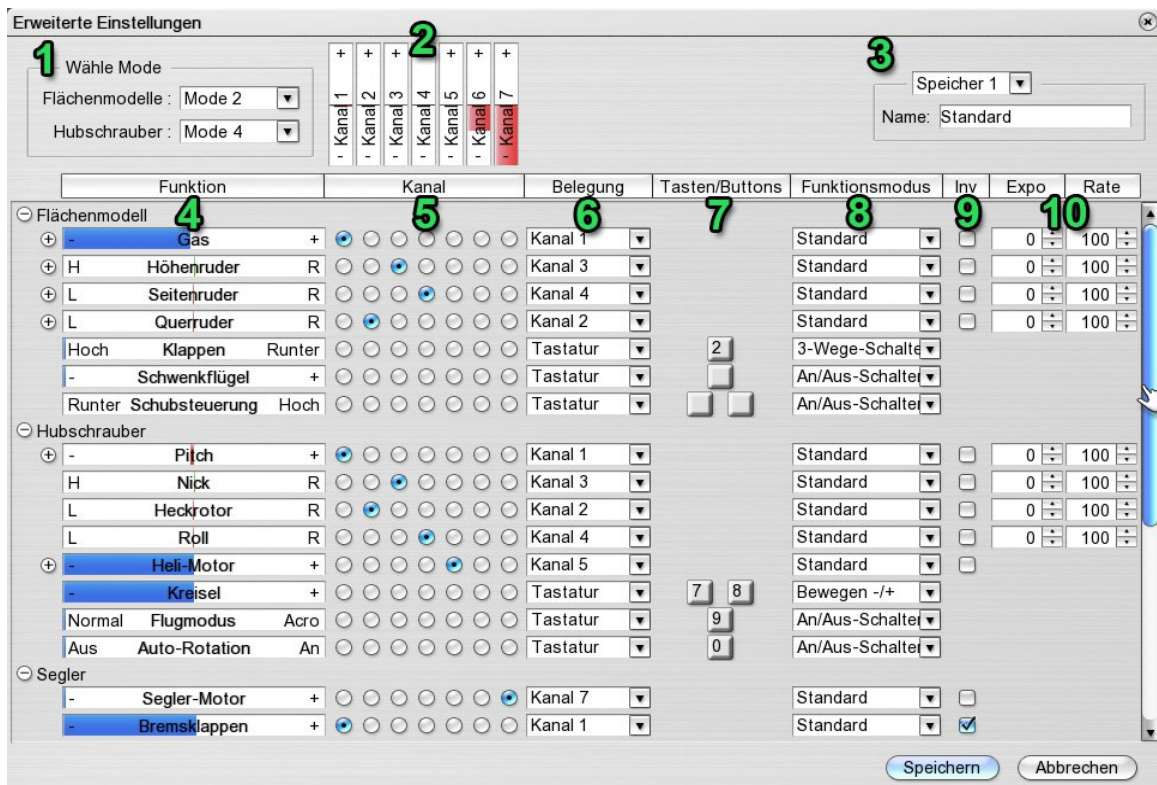 Erweiterte Einstellungen
1
2
3
Wähle Mode
Flächenmodelle : Mode 2
Hubschrauber : Mode 4
+ + + + + + +
- Kanal 1
- Kanal 2
- Kanal 3
- Kanal 4
- Kanal 5
- Kanal 6
- Kanal 7
Speicher 1
Name: Standard
Funktion Kanal Belegung Tasten/Buttons Funktionsmodus Inv Expo Rate
4 5 6 7 8 9 10
Flächenmodell
- Gas + Kanal 1 Standard 0 100
H Höhenruder R Kanal 3 Standard 0 100
L Seitenruder R Kanal 4 Standard 0 100
L Querruder R Kanal 2 Standard 0 100
Hoch Klappen Runter Tastatur 2 3-Wege-Schalte
- Schwenkflügel + Tastatur An/Aus-Schalter
Runter Schubsteuerung Hoch Tastatur An/Aus-Schalter
Hubschrauber
- Pitch + Kanal 1 Standard 0 100
H Nick R Kanal 3 Standard 0 100
L Heckrotor R Kanal 2 Standard 0 100
L Roll R Kanal 4 Standard 0 100
- Heli-Motor + Kanal 5 Standard
- Kreisel + Tastatur 7 8 Bewegen -/+
Normal Flugmodus Acro Tastatur 9 An/Aus-Schalter
Aus Auto-Rotation An Tastatur 0 An/Aus-Schalter
Segler
- Segler-Motor + Kanal 7 Standard
- Bremsklappen + Kanal 1 Standard
Speichern Abbrechen